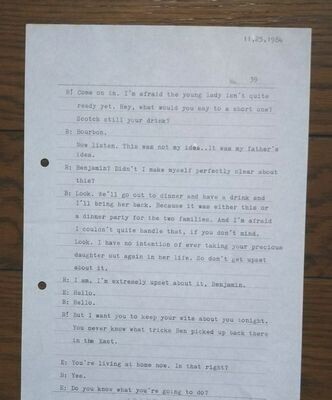 11,25,1984
39
R: Come on in. I'm afraid the young lady isn't quite
ready yet. Hey, what would you say to a short one?
Scotch still your drink?
B: Bourbon.
Now listen. This was not my idea..It was my father's
idea.
R: Benjamin? Didn't I make myself perfectly clear about
this?
B: Look. We'll go out to dinner and have a drink and
I'll bring her back. Because it was either this or
a dinner party for the two families. And I'm afraid
I couldn't quite handle that, if you don't mind.
Look. I have no intention of ever taking your precious
daughter out again in her life. So don't get upset
about it.
R: I am. I'm extremely upset about it, Benjamin.
E: Hello.
B: Hello.
R: But I want you to keep your wits about you tonight.
You never know what tricks Ben picked up back there
in the East.
E: You're living at home now. Is that right?
B: Yes.
E: Do you know what you're going to do?